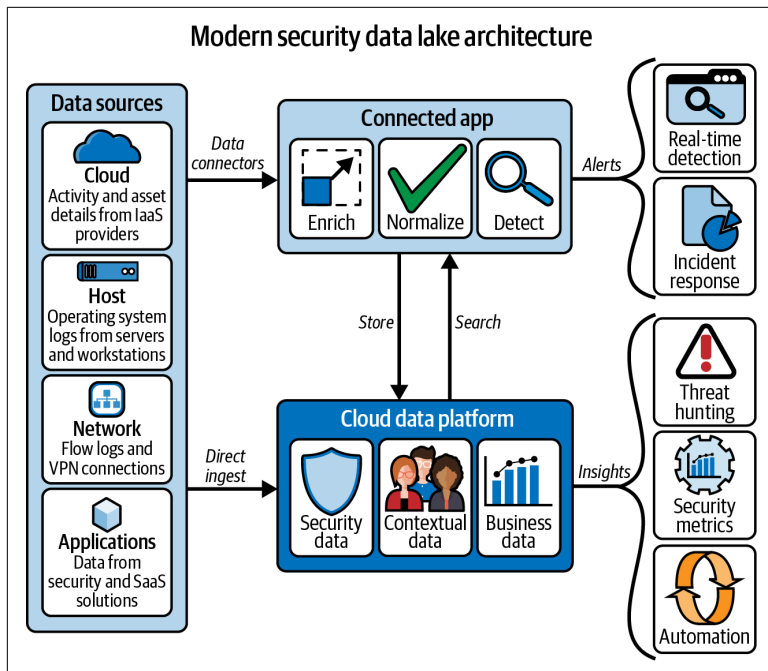 Modern security data lake architecture
Data sources
Cloud
Activity and asset
details from IaaS
providers
Host
Operating system
logs from servers
and workstations
Network
Flow logs and
VPN connections
Applications
Data from
security and SaaS
solutions
Data
connectors
Direct
ingest
Connected app
Enrich
Normalize
Detect
Store
Search
Cloud data platform
Security
data
Contextual
data
Business
data
Alerts
Real-time
detection
Incident
response
Insights
Threat
hunting
Security
metrics
Automation